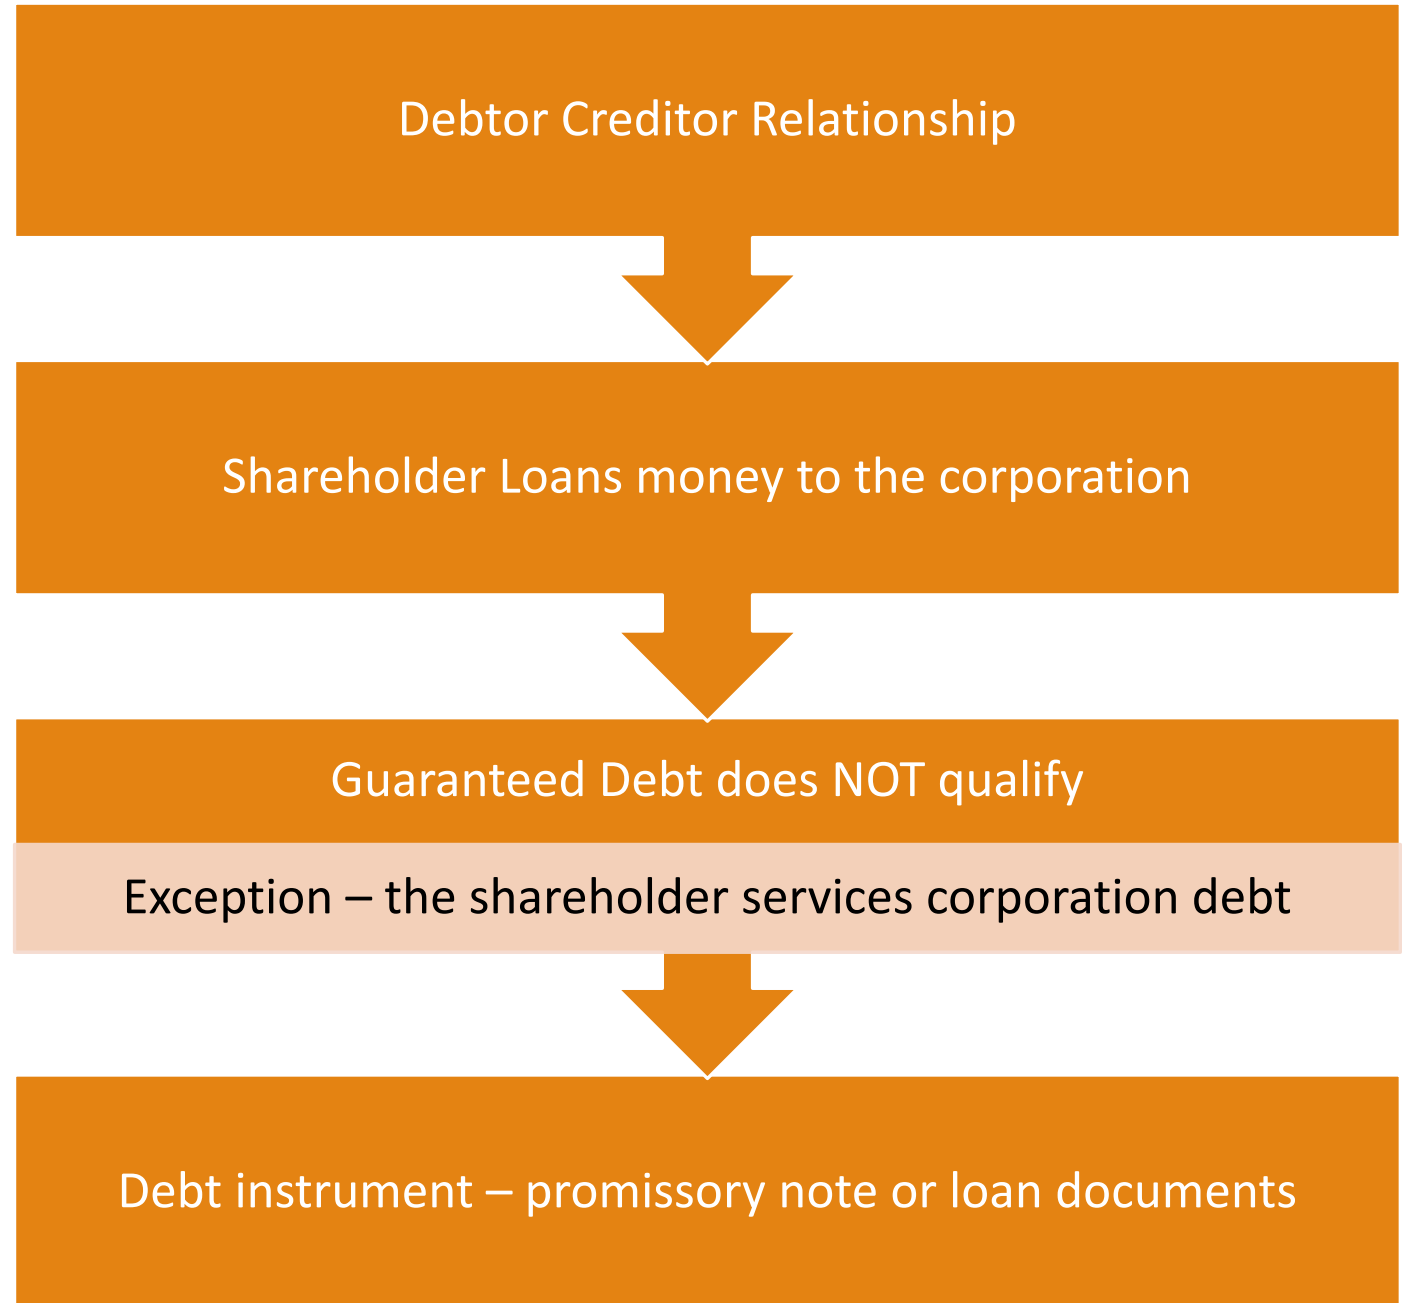 Debtor Creditor Relationship
Shareholder Loans money to the corporation
Guaranteed Debt does NOT qualify
Exception – the shareholder services corporation debt
Debt instrument – promissory note or loan documents